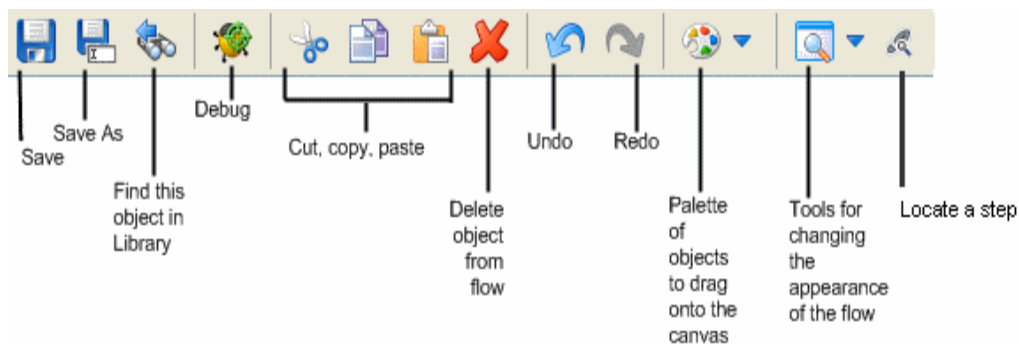 Save
Save As
Find this
object in
Library
Debug
Cut, copy, paste
Delete
object
from
flow
Undo
Redo
Palette
of
objects
to drag
onto the
canvas
Tools for
changing
the
appearance
of the flow
Locate a step